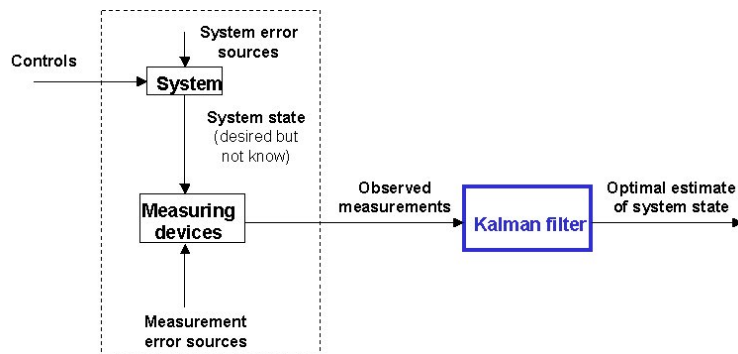 System error
sources
Controls
System
System state
(desired but
not know)
Measuring
devices
Observed
measurements
Kalman filter
Optimal estimate
of system state
Measurement
error sources